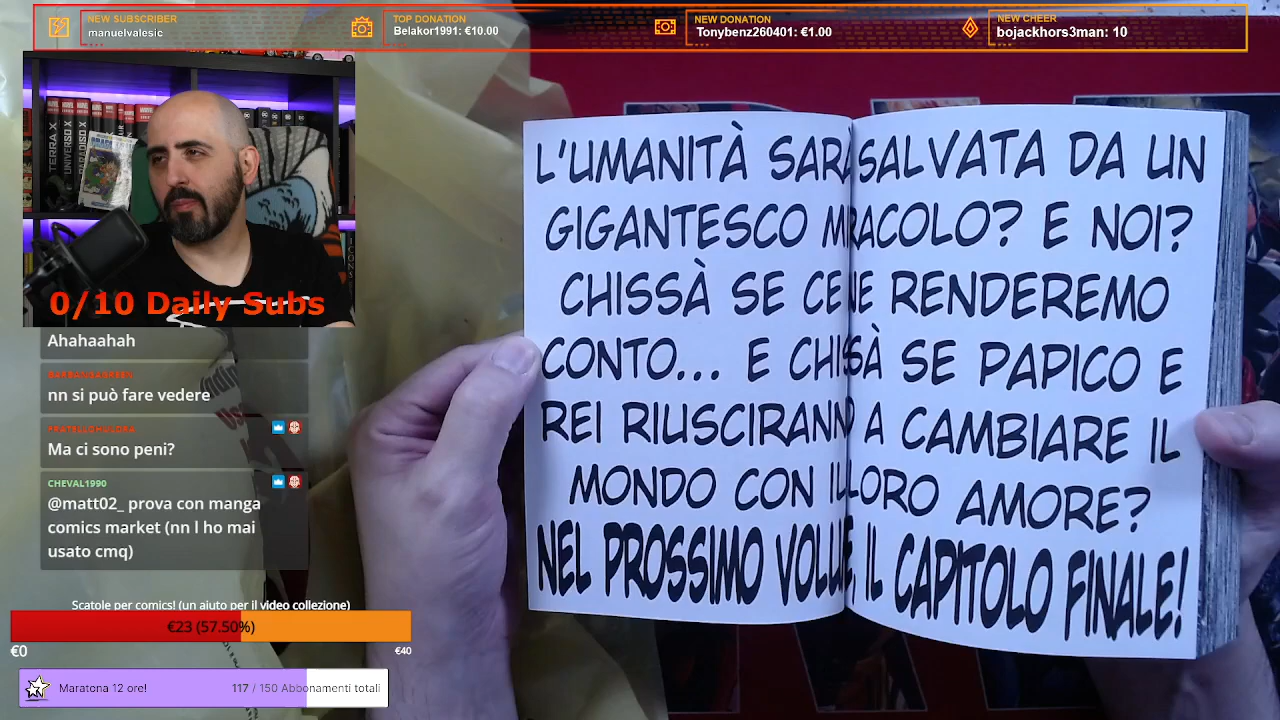 NEW SUBSCRIBER
manuelvalesic
TOP DONATION
Belakor1991: €10.00
NEW DONATION
Tonybenz260401: €1.00
NEW CHEER
bojackhors3man: 10
TERRA X
UNIVERSO X
PARADISO X
ICONS
0/10 Daily Subs
Ahahaahah
nn si può fare vedere
Ma ci sono peni?
CHEVAL1990
@matt02_ prova con manga
comics market (nn l ho mai
usato cmq)
Scatole per comics! (un aiuto per il video collezione)
€23 (57.50%)
€0
€40
Maratona 12 ore!
117 / 150 Abbonamenti totali
L'UMANITÀ SARÀ SALVATA DA UN
GIGANTESCO MIRACOLO? E NOI?
CHISSÀ SE CE NE RENDEREMO
CONTO... E CHISSÀ SE PAPICO E
REI RIUSCIRANNO A CAMBIARE IL
MONDO CON IL LORO AMORE?
NEL PROSSIMO VOLUME, IL CAPITOLO FINALE!